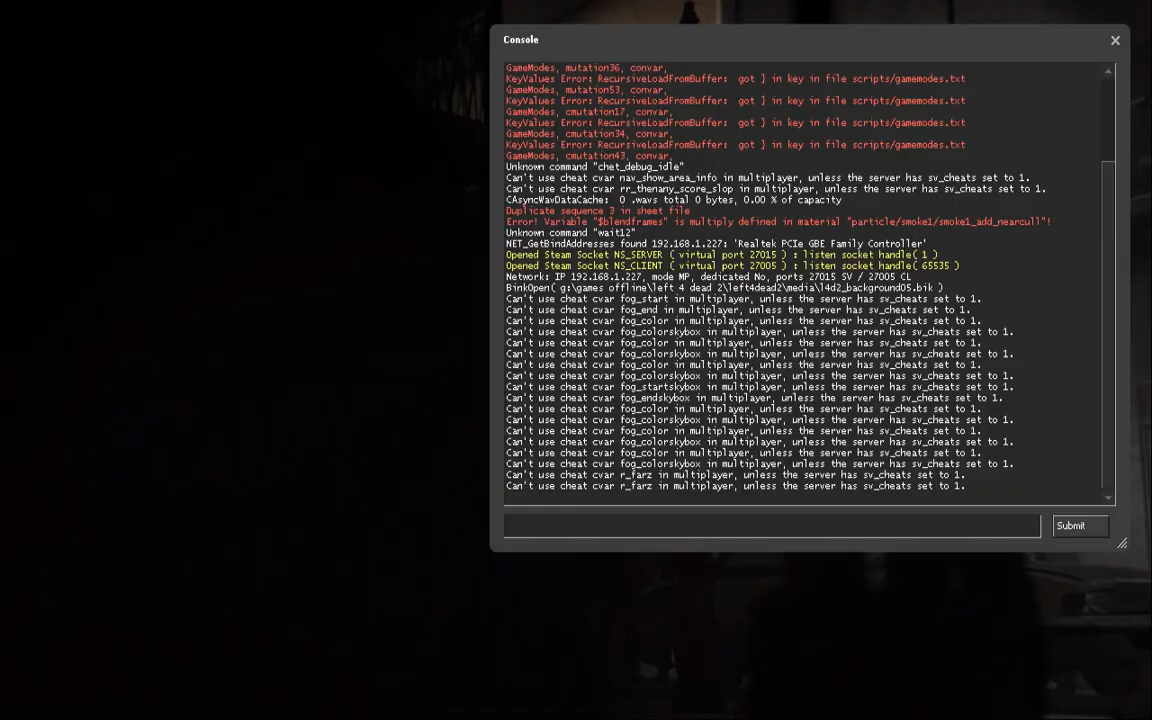 Console
GameModes, mutation36, convar,
KeyValues Error: RecursiveLoadFromBuffer:  got } in key in file scripts/gamemodes.txt
GameModes, mutation53, convar,
KeyValues Error: RecursiveLoadFromBuffer:  got } in key in file scripts/gamemodes.txt
GameModes, cmutation17, convar,
KeyValues Error: RecursiveLoadFromBuffer:  got } in key in file scripts/gamemodes.txt
GameModes, cmutation34, convar,
KeyValues Error: RecursiveLoadFromBuffer:  got } in key in file scripts/gamemodes.txt
GameModes, cmutation43, convar,
Unknown command "chet_debug_idle"
Can't use cheat cvar nav_show_area_info in multiplayer, unless the server has sv_cheats set to 1.
Can't use cheat cvar rr_thenany_score_slop in multiplayer, unless the server has sv_cheats set to 1.
CAsyncWavDataCache:  0 .wavs total 0 bytes, 0.00 % of capacity
Duplicate sequence 3 in sheet file
Error! Variable "$blendframes" is multiply defined in material "particle/smoke1/smoke1_add_nearcull"!
Unknown command "wait12"
NET_GetBindAddresses found 192.168.1.227: 'Realtek PCIe GBE Family Controller'
Opened Steam Socket NS_SERVER ( virtual port 27015 ) : listen socket handle( 1 )
Opened Steam Socket NS_CLIENT ( virtual port 27005 ) : listen socket handle( 65535 )
Network: IP 192.168.1.227, mode MP, dedicated No, ports 27015 SV / 27005 CL
BinkOpen( g:\games offline\left 4 dead 2\left4dead2\media\l4d2_background05.bik )
Can't use cheat cvar fog_start in multiplayer, unless the server has sv_cheats set to 1.
Can't use cheat cvar fog_end in multiplayer, unless the server has sv_cheats set to 1.
Can't use cheat cvar fog_color in multiplayer, unless the server has sv_cheats set to 1.
Can't use cheat cvar fog_colorskybox in multiplayer, unless the server has sv_cheats set to 1.
Can't use cheat cvar fog_color in multiplayer, unless the server has sv_cheats set to 1.
Can't use cheat cvar fog_colorskybox in multiplayer, unless the server has sv_cheats set to 1.
Can't use cheat cvar fog_color in multiplayer, unless the server has sv_cheats set to 1.
Can't use cheat cvar fog_colorskybox in multiplayer, unless the server has sv_cheats set to 1.
Can't use cheat cvar fog_startskybox in multiplayer, unless the server has sv_cheats set to 1.
Can't use cheat cvar fog_endskybox in multiplayer, unless the server has sv_cheats set to 1.
Can't use cheat cvar fog_color in multiplayer, unless the server has sv_cheats set to 1.
Can't use cheat cvar fog_colorskybox in multiplayer, unless the server has sv_cheats set to 1.
Can't use cheat cvar fog_color in multiplayer, unless the server has sv_cheats set to 1.
Can't use cheat cvar fog_colorskybox in multiplayer, unless the server has sv_cheats set to 1.
Can't use cheat cvar fog_color in multiplayer, unless the server has sv_cheats set to 1.
Can't use cheat cvar fog_colorskybox in multiplayer, unless the server has sv_cheats set to 1.
Can't use cheat cvar r_farz in multiplayer, unless the server has sv_cheats set to 1.
Can't use cheat cvar r_farz in multiplayer, unless the server has sv_cheats set to 1.
Submit